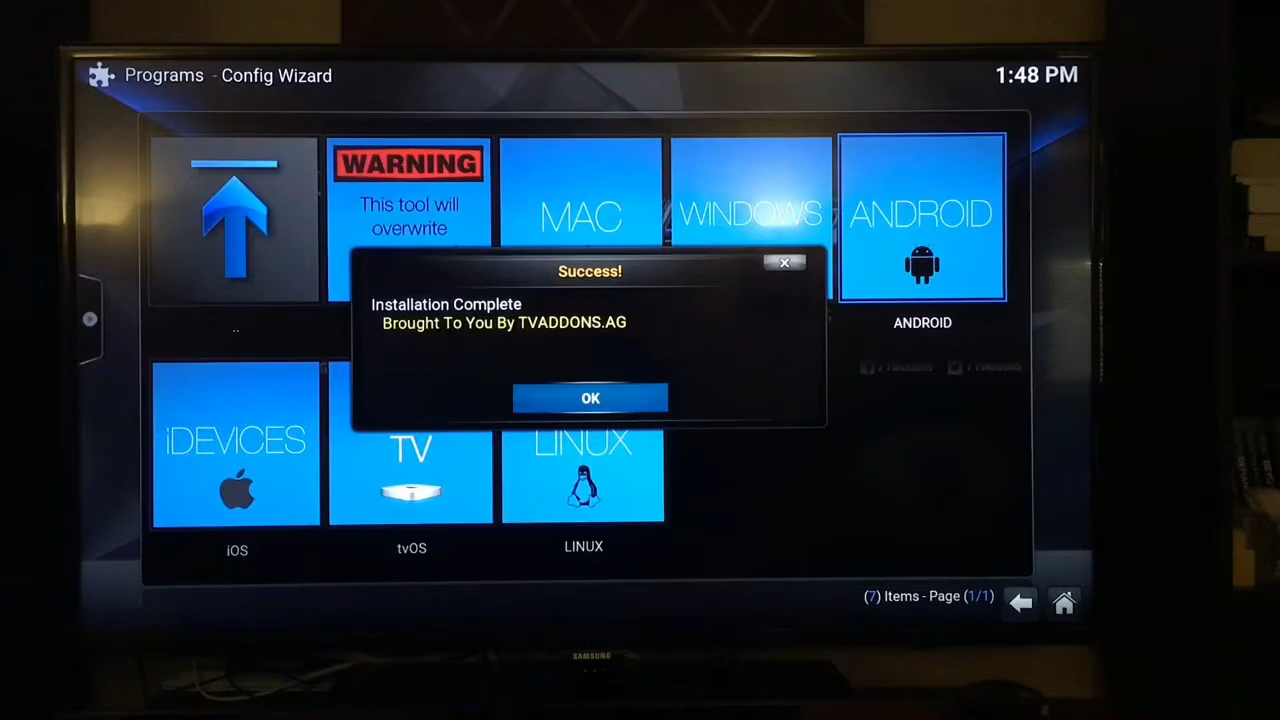 Programs - Config Wizard
1:48 PM
WARNING
This tool will
overwrite
MAC
WINDOWS
ANDROID
Success!
Installation Complete
Brought To You By TVADDONS.AG
OK
..
ANDROID
iDEVICES
TV
LINUX
iOS
tvOS
LINUX
(7) Items - Page (1/1)
SAMSUNG